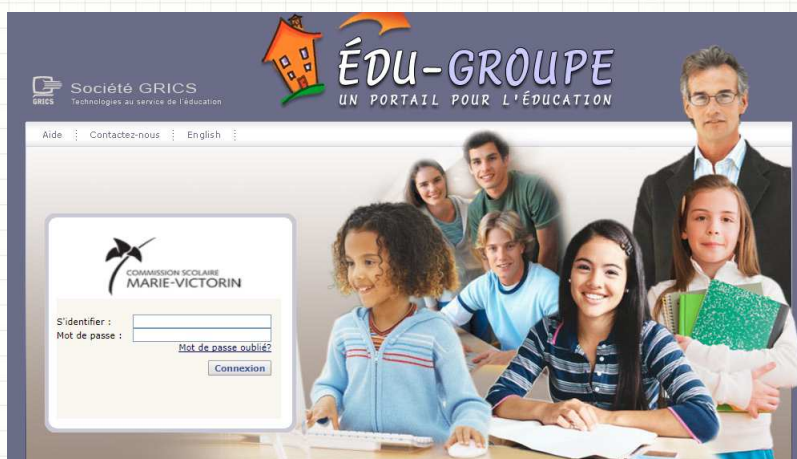 ÉDU-GROUPE
UN PORTAIL POUR L'ÉDUCATION
Société GRICS
GRICS Technologies au service de l'éducation
Aide Contactez-nous English
COMMISSION SCOLAIRE
MARIE-VICTORIN
S'identifier :
Mot de passe :
Mot de passe oublié?
Connexion